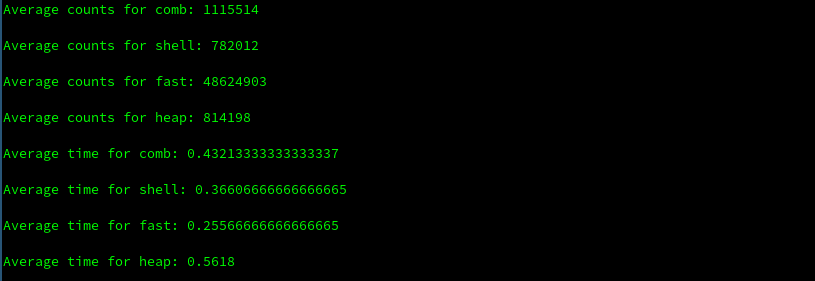 Average counts for comb: 1115514
Average counts for shell: 782012
Average counts for fast: 48624903
Average counts for heap: 814198
Average time for comb: 0.43213333333333337
Average time for shell: 0.36606666666666665
Average time for fast: 0.25566666666666665
Average time for heap: 0.5618